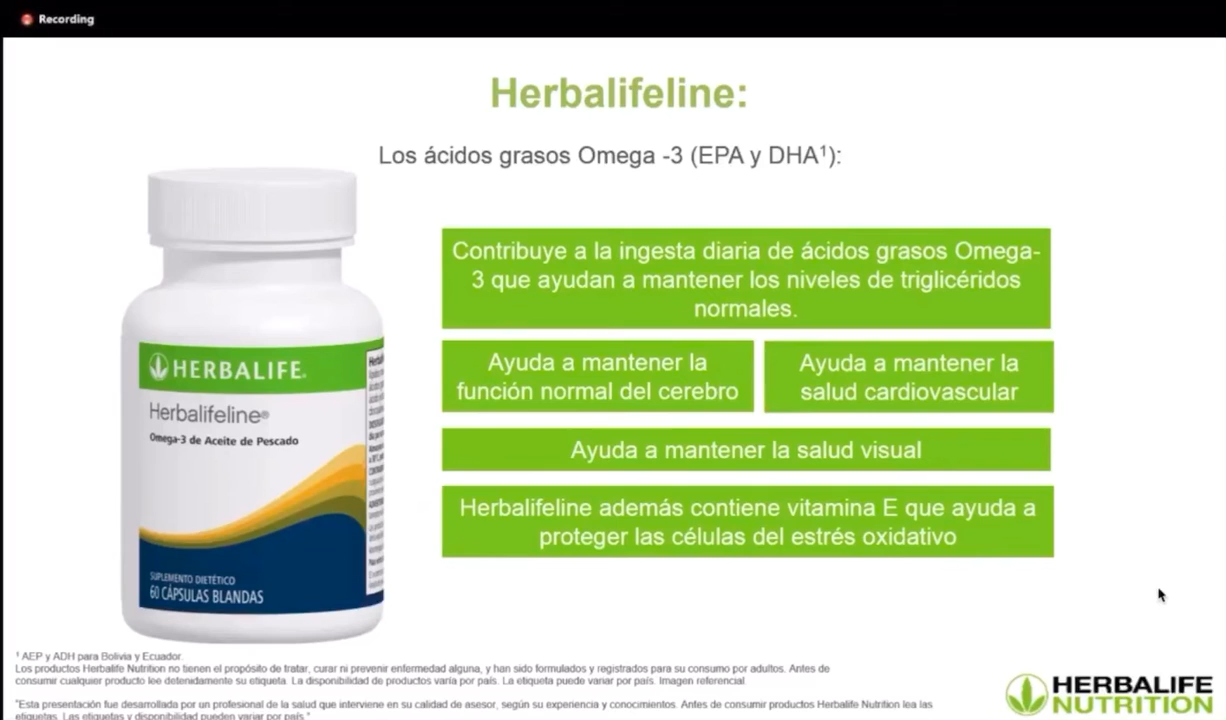 Recording
Herbalifeline:
Los ácidos grasos Omega -3 (EPA y DHA¹):
Contribuye a la ingesta diaria de ácidos grasos Omega-
3 que ayudan a mantener los niveles de triglicéridos
normales.
Ayuda a mantener la
función normal del cerebro
Ayuda a mantener la
salud cardiovascular
Ayuda a mantener la salud visual
Herbalifeline además contiene vitamina E que ayuda a
proteger las células del estrés oxidativo
HERBALIFE.
Herbalifeline®
Omega-3 de Aceite de Pescado
SUPLEMENTO DIETÉTICO
60 CÁPSULAS BLANDAS
¹ AEP y ADH para Bolivia y Ecuador.
Los productos Herbalife Nutrition no tienen el propósito de tratar, curar ni prevenir enfermedad alguna, y han sido formulados y registrados para su consumo por adultos. Antes de
consumir cualquier producto lee detenidamente su etiqueta. La disponibilidad de productos varía por país. La etiqueta puede variar por país. Imagen referencial
"Esta presentación fue desarrollada por un profesional de la salud que interviene en su calidad de asesor, según su experiencia y conocimientos. Antes de consumir productos Herbalife Nutrition lea las
etiquetas. Las etiquetas y disponibilidad pueden variar por país."
HERBALIFE
NUTRITION